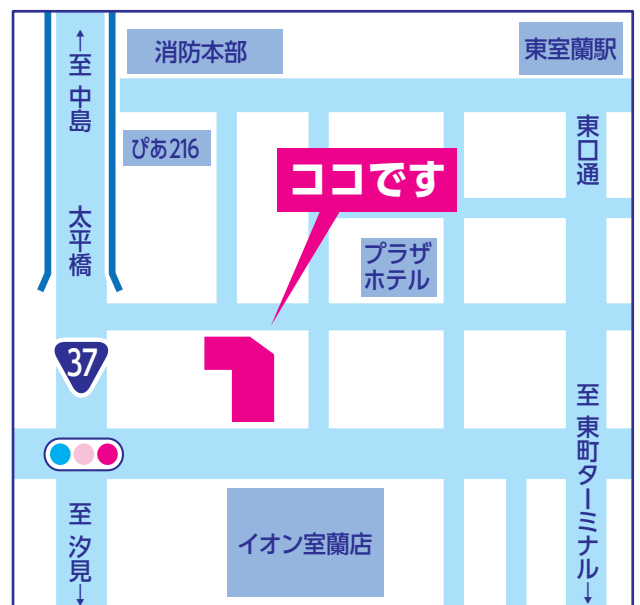 ←至 中島
消防本部
東室蘭駅
ぴあ216
東口通
ココです
太平橋
プラザ
ホテル
37
至 東町ターミナル→
至 汐見→
イオン室蘭店